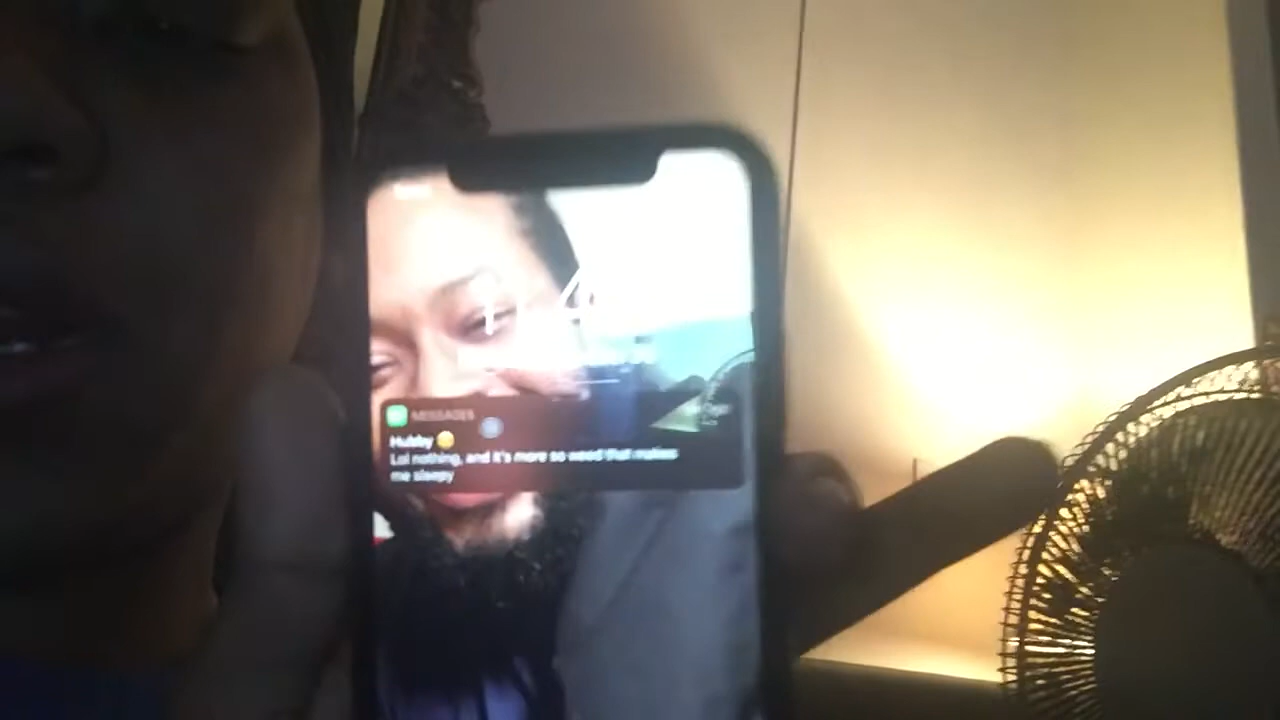 MESSAGES
Hubby 😊
Lol nothing, and it's more so weed that makes
me sleepy